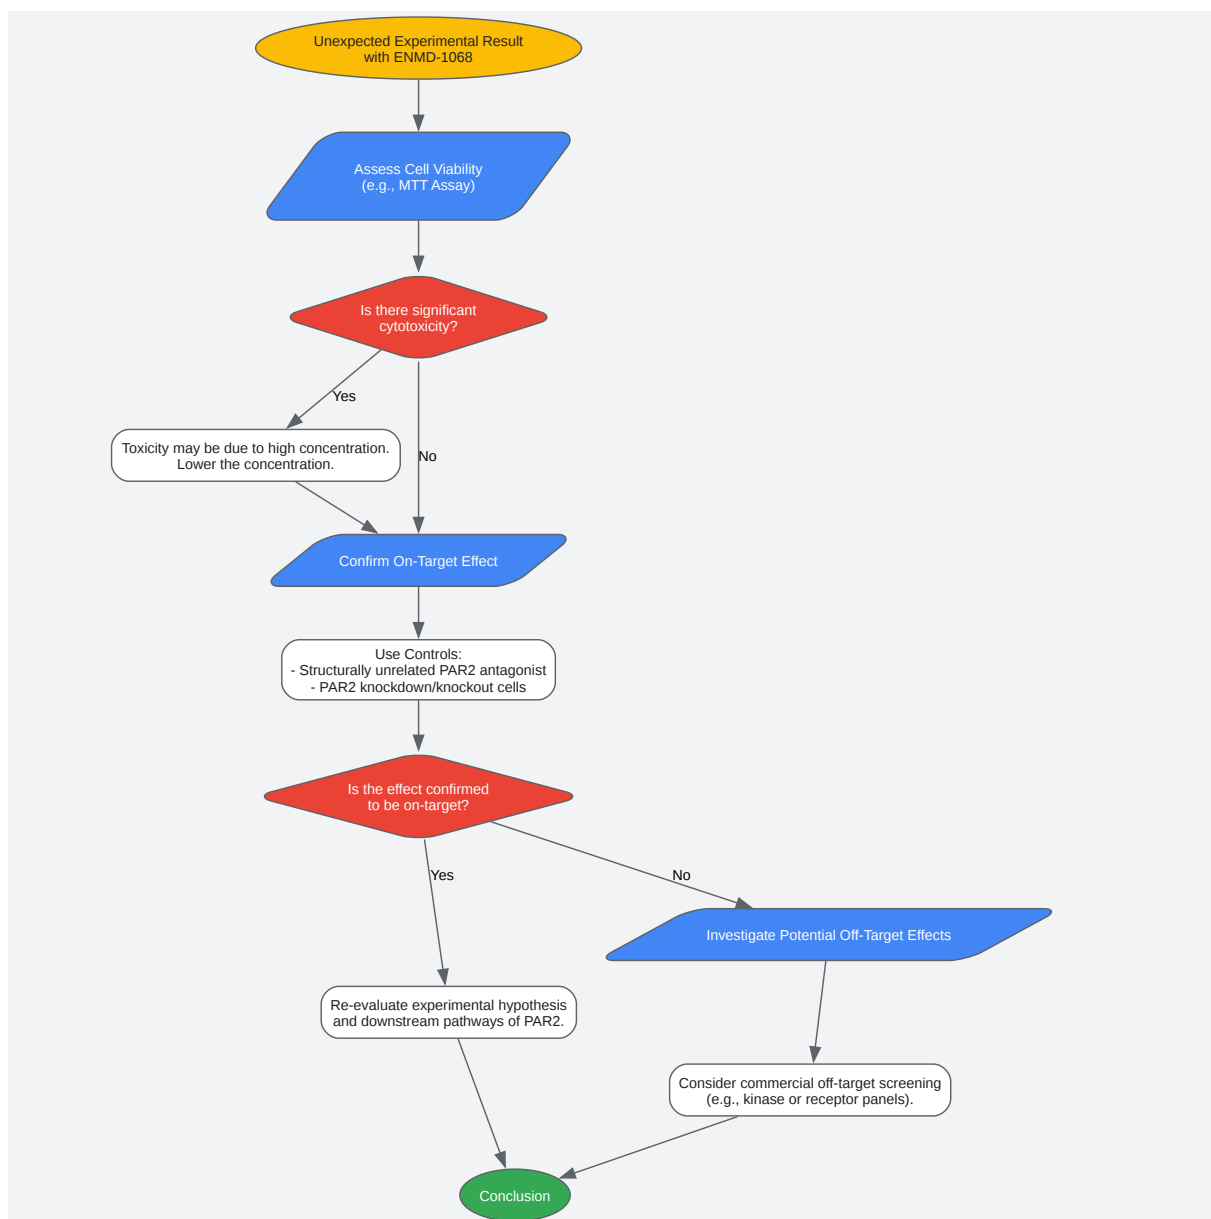 Unexpected Experimental Result
with ENMD-1068
Assess Cell Viability
(e.g., MTT Assay)
Is there significant
cytotoxicity?
Yes
Toxicity may be due to high concentration.
Lower the concentration.
No
Confirm On-Target Effect
Use Controls:
- Structurally unrelated PAR2 antagonist
- PAR2 knockdown/knockout cells
Is the effect confirmed
to be on-target?
Yes
No
Investigate Potential Off-Target Effects
Re-evaluate experimental hypothesis
and downstream pathways of PAR2.
Consider commercial off-target screening
(e.g., kinase or receptor panels).
Conclusion